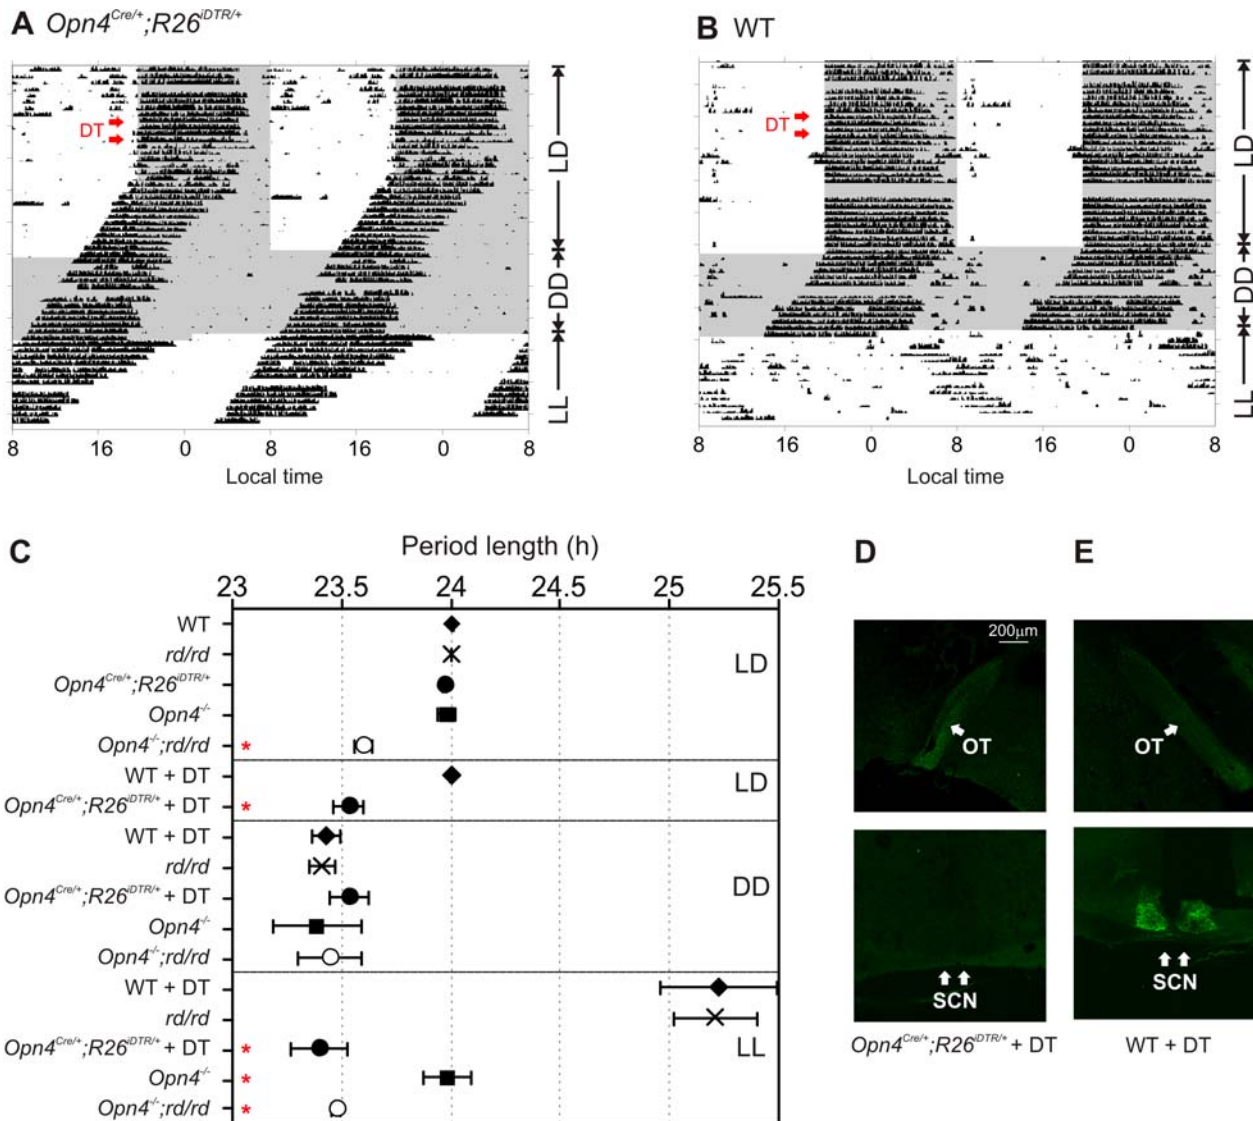 A Opn4Cre/+;R26iDTR/+
DT
LD
DD
LL
8 16 0 8 16 0 8
Local time
B WT
DT
LD
DD
LL
8 16 0 8 16 0 8
Local time
C
Period length (h)
23 23.5 24 24.5 25 25.5
WT
rd/rd
LD
Opn4Cre/+;R26iDTR/+
Opn4-/-
Opn4-/-;rd/rd *
WT + DT
LD
Opn4Cre/+;R26iDTR/+ + DT *
WT + DT
rd/rd
DD
Opn4Cre/+;R26iDTR/+ + DT
Opn4-/-
Opn4-/-;rd/rd
WT + DT
rd/rd
LL
Opn4Cre/+;R26iDTR/+ + DT *
Opn4-/- *
Opn4-/-;rd/rd *
D
200µm
OT
SCN
Opn4Cre/+;R26iDTR/+ + DT
E
OT
SCN
WT + DT